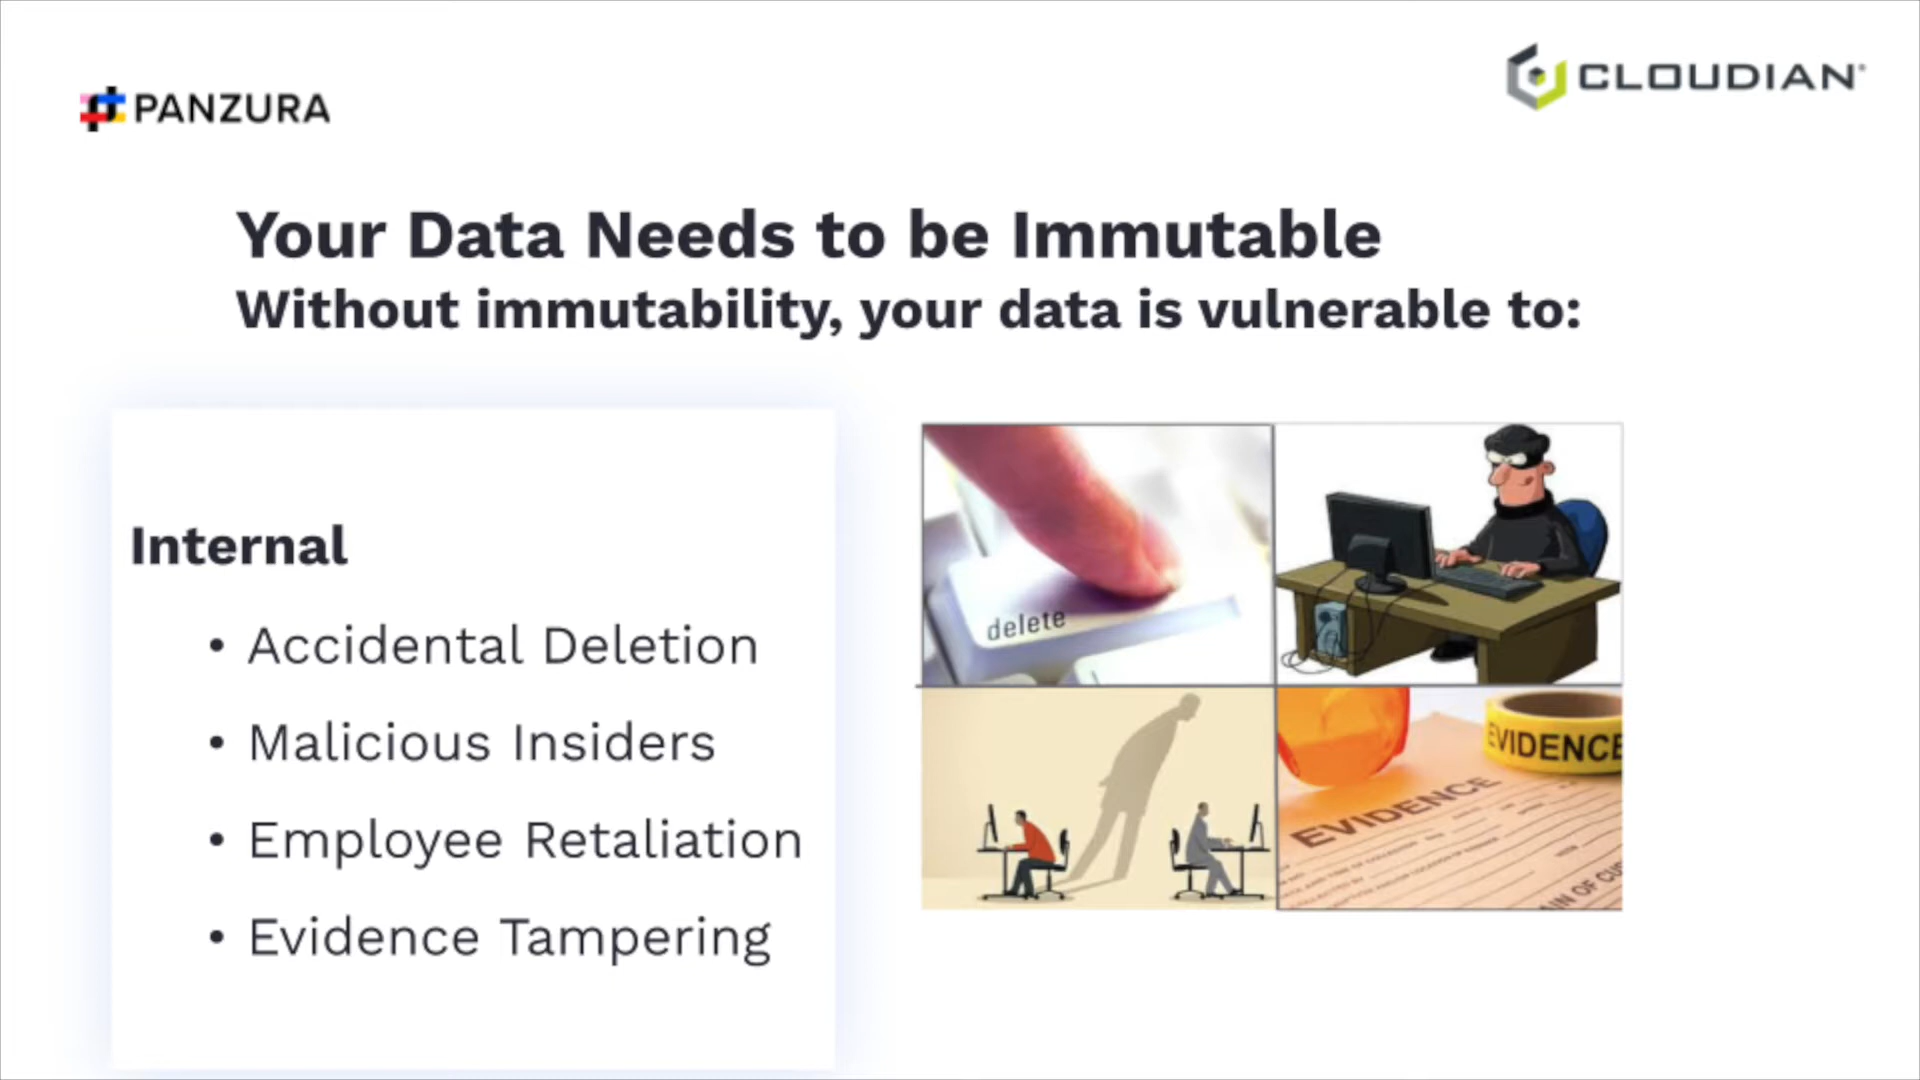 PANZURA
CLOUDIAN®
Your Data Needs to be Immutable
Without immutability, your data is vulnerable to:
Internal
• Accidental Deletion
• Malicious Insiders
• Employee Retaliation
• Evidence Tampering
delete
EVIDENCE
EVIDENCE